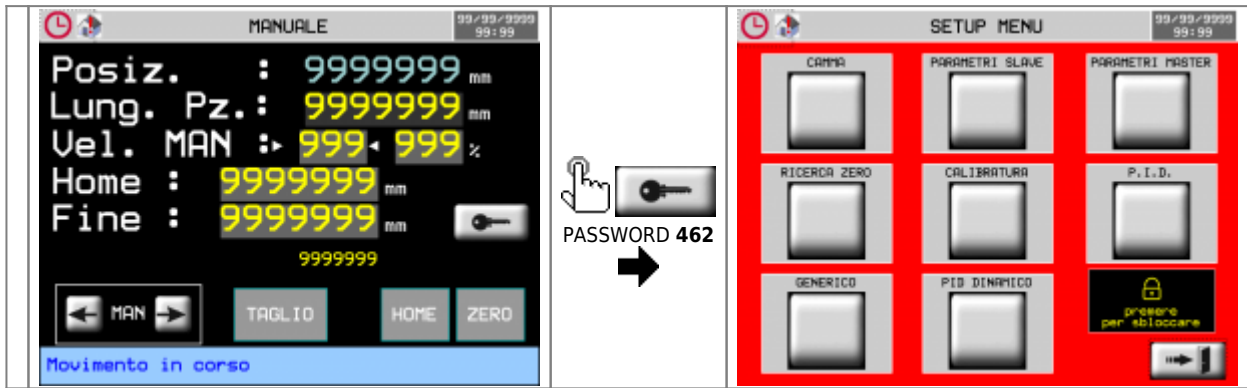 MANUALE
99/99/9999
99:99
Posiz. : 9999999 mm
Lung. Pz.: 9999999 mm
Vel. MAN : 999 999 %
Home : 9999999 mm
Fine : 9999999 mm
9999999
MAN
TAGLIO
HOME
ZERO
Movimento in corso
PASSWORD 462
SETUP MENU
99/99/9999
99:99
CAMMA
PARAMETRI SLAVE
PARAMETRI MASTER
RICERCA ZERO
CALIBRATURA
P.I.D.
GENERICO
PID DINAMICO
premere
per sbloccare